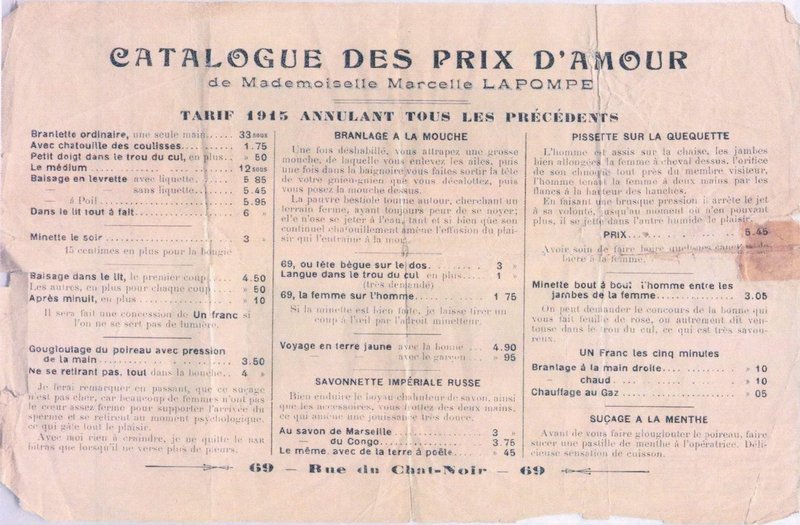 CATALOGUE DES PRIX D'AMOUR
de Mademoiselle Marcelle LAPOMPE
TARIF 1915 ANNULANT TOUS LES PRÉCÉDENTS
Branlette ordinaire, une seule main..... 33 sous
Avec chatouille des coulisses........ 1.75
Petit doigt dans le trou du cul, en plus.. » 50
Le médium........ 12 sous
Baisage en levrette avec liquette..... 5 85
— — sans liquette..... 5.45
— — à Poil........ 5.95
Dans le lit tout à fait........ 6 »
Minette le soir........ 3 »
15 centimes en plus pour la bougie
Baisage dans le lit, le premier coup... 4.50
Les autres, en plus pour chaque coup... » 50
Après minuit, en plus........ » 10
Il sera fait une concession de Un franc si
l'on ne se sert pas de lumière.
Gougloutage du poireau avec pression
de la main........ 3.50
Ne se retirant pas, tout dans la bouche.. 4 »
Je ferai remarquer en passant, que ce suçage
n'est pas cher, car beaucoup de femmes n'ont pas
le cœur assez ferme pour supporter l'arrivée du
sperme et se retirent au moment psychologique,
ce qui gâte tout le plaisir.
Avec moi rien à craindre, je ne quitte le BAR
bitras que lorsqu'il ne verse plus de pleurs.
BRANLAGE A LA MOUCHE
Une fois déshabillé, vous attrapez une grosse
mouche, de laquelle vous enlevez les ailes, puis
une fois dans la baignoire vous faites sortir la tête
de votre gnien-gnien que vous décalottez, puis
vous posez la mouche dessus.
La pauvre bestiole tourne autour, cherchant un
terrain ferme, ayant toujours peur de se noyer;
elle n'ose se jeter à l'eau, tant et si bien que son
continuel chatouillement amène l'effusion du plai-
sir qui l'entraine à la mer.
69, ou tête bègue sur le dos........ 3 »
Langue dans le trou du cul en plus.... 1 »
(très demandé)
69, la femme sur l'homme........ 1 75
Si la minette est bien faite, je laisse tirer un
coup à l'œil par l'adroit minetteur.
Voyage en terre jaune avec la bonne... 4.90
— — avec le garçon.. » 95
SAVONNETTE IMPÉRIALE RUSSE
Bien enduire le boyau chahuteur de savon, ainsi
que les accessoires, vous frottez des deux mains,
ce qui amène une jouissance très douce.
Au savon de Marseille........ 3 »
— du Congo........ 3.75
Le même, avec de la terre à poêle.... » 45
PISSETTE SUR LA QUEQUETTE
L'homme est assis sur la chaise, les jambes
bien allongées, la femme à cheval dessus, l'orifice
de son chmoque tout près du membre visiteur,
l'homme tenant la femme à deux mains par les
flancs à la hauteur des hanches.
En faisant une brusque pression il arrête le jet
à sa volonté, jusqu'au moment où n'en pouvant
plus, il se jette dans l'antre humide de plaisir.
PRIX........ 5.45
Avoir soin de faire boire quelques canettes de
bière à la femme.
Minette bout à bout, l'homme entre les
jambes de la femme........ 3.05
On peut demander le concours de la bonne qui
vous fait feuille de rose, ou autrement dit ven-
touse dans le trou du cul, ce qui est très savou-
reux.
UN FRANC LES CINQ MINUTES
Branlage à la main droite........ » 10
— chaud........ » 10
Chauffage au Gaz........ » 05
SUÇAGE A LA MENTHE
Avant de vous faire glouglouter le poireau, faire
sucer une pastille de menthe à l'opératrice. Déli-
cieuse sensation de cuisson.
69 — Rue du Chat-Noir — 69